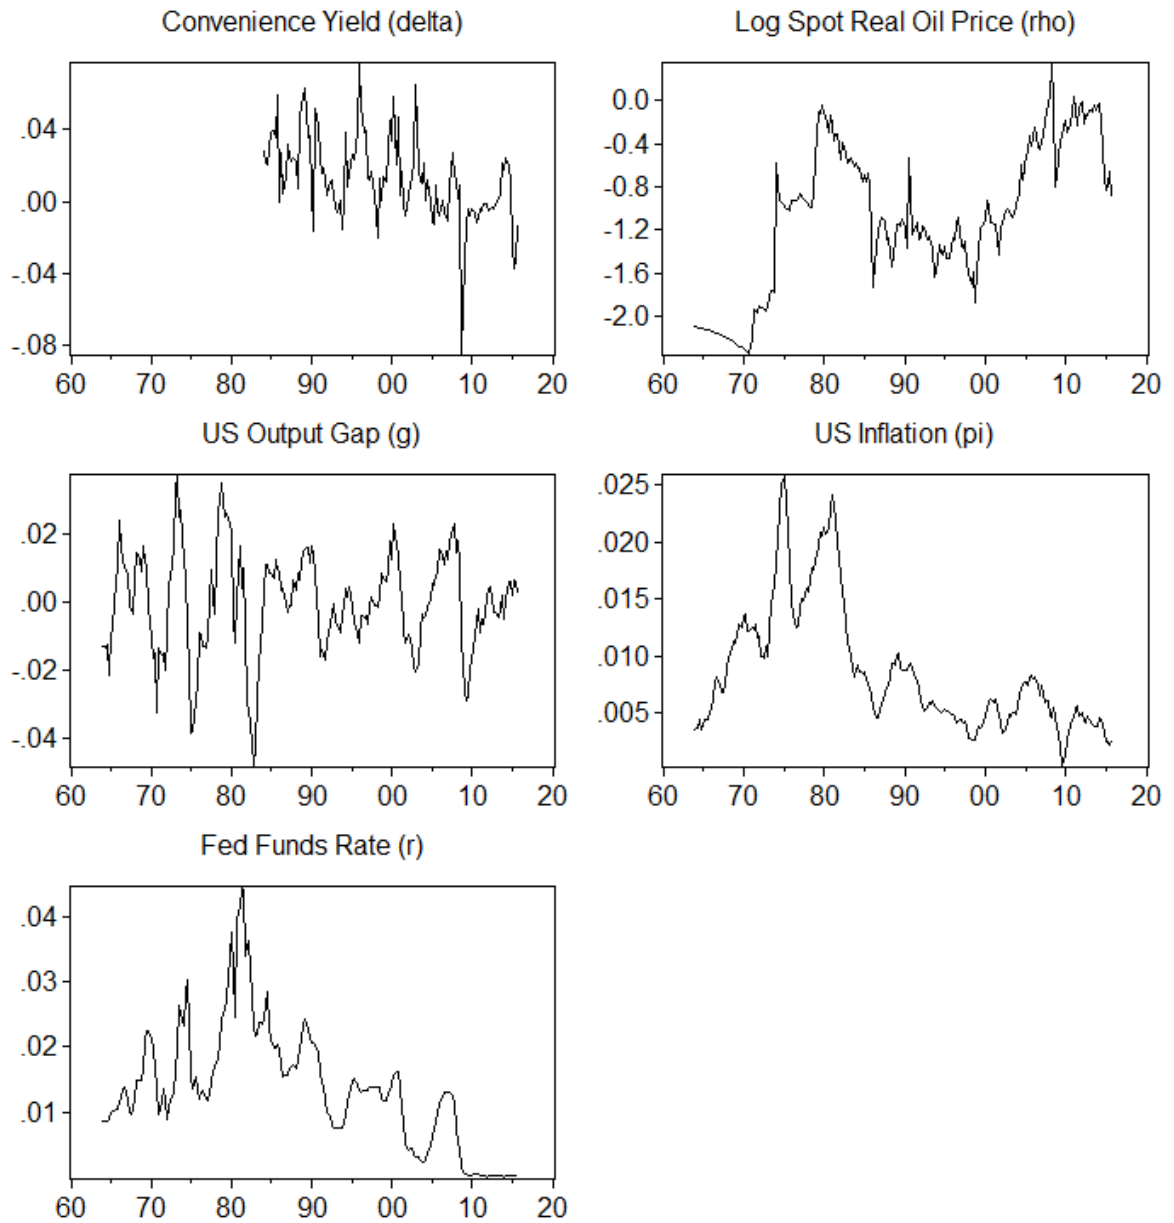 Convenience Yield (delta)
.04
.00
-.04
-.08
60 70 80 90 00 10 20
Log Spot Real Oil Price (rho)
0.0
-0.4
-0.8
-1.2
-1.6
-2.0
60 70 80 90 00 10 20
US Output Gap (g)
.02
.00
-.02
-.04
60 70 80 90 00 10 20
US Inflation (pi)
.025
.020
.015
.010
.005
60 70 80 90 00 10 20
Fed Funds Rate (r)
.04
.03
.02
.01
60 70 80 90 00 10 20